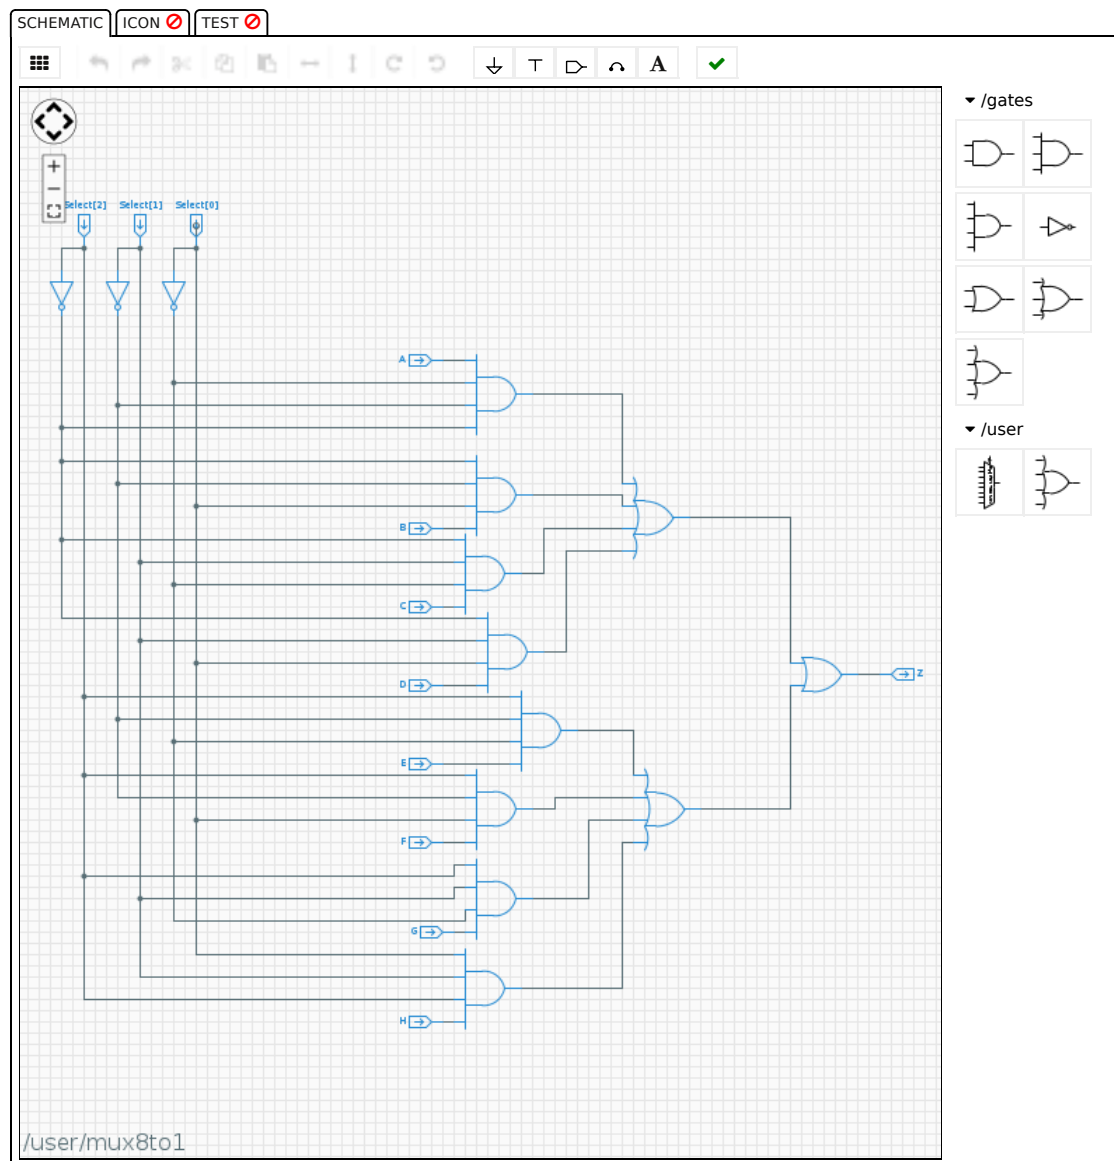 SCHEMATIC ICON TEST
A
/gates
Select[2] Select[1] Select[0]
A
/user
B
C
D
Z
E
F
G
H
/user/mux8to1